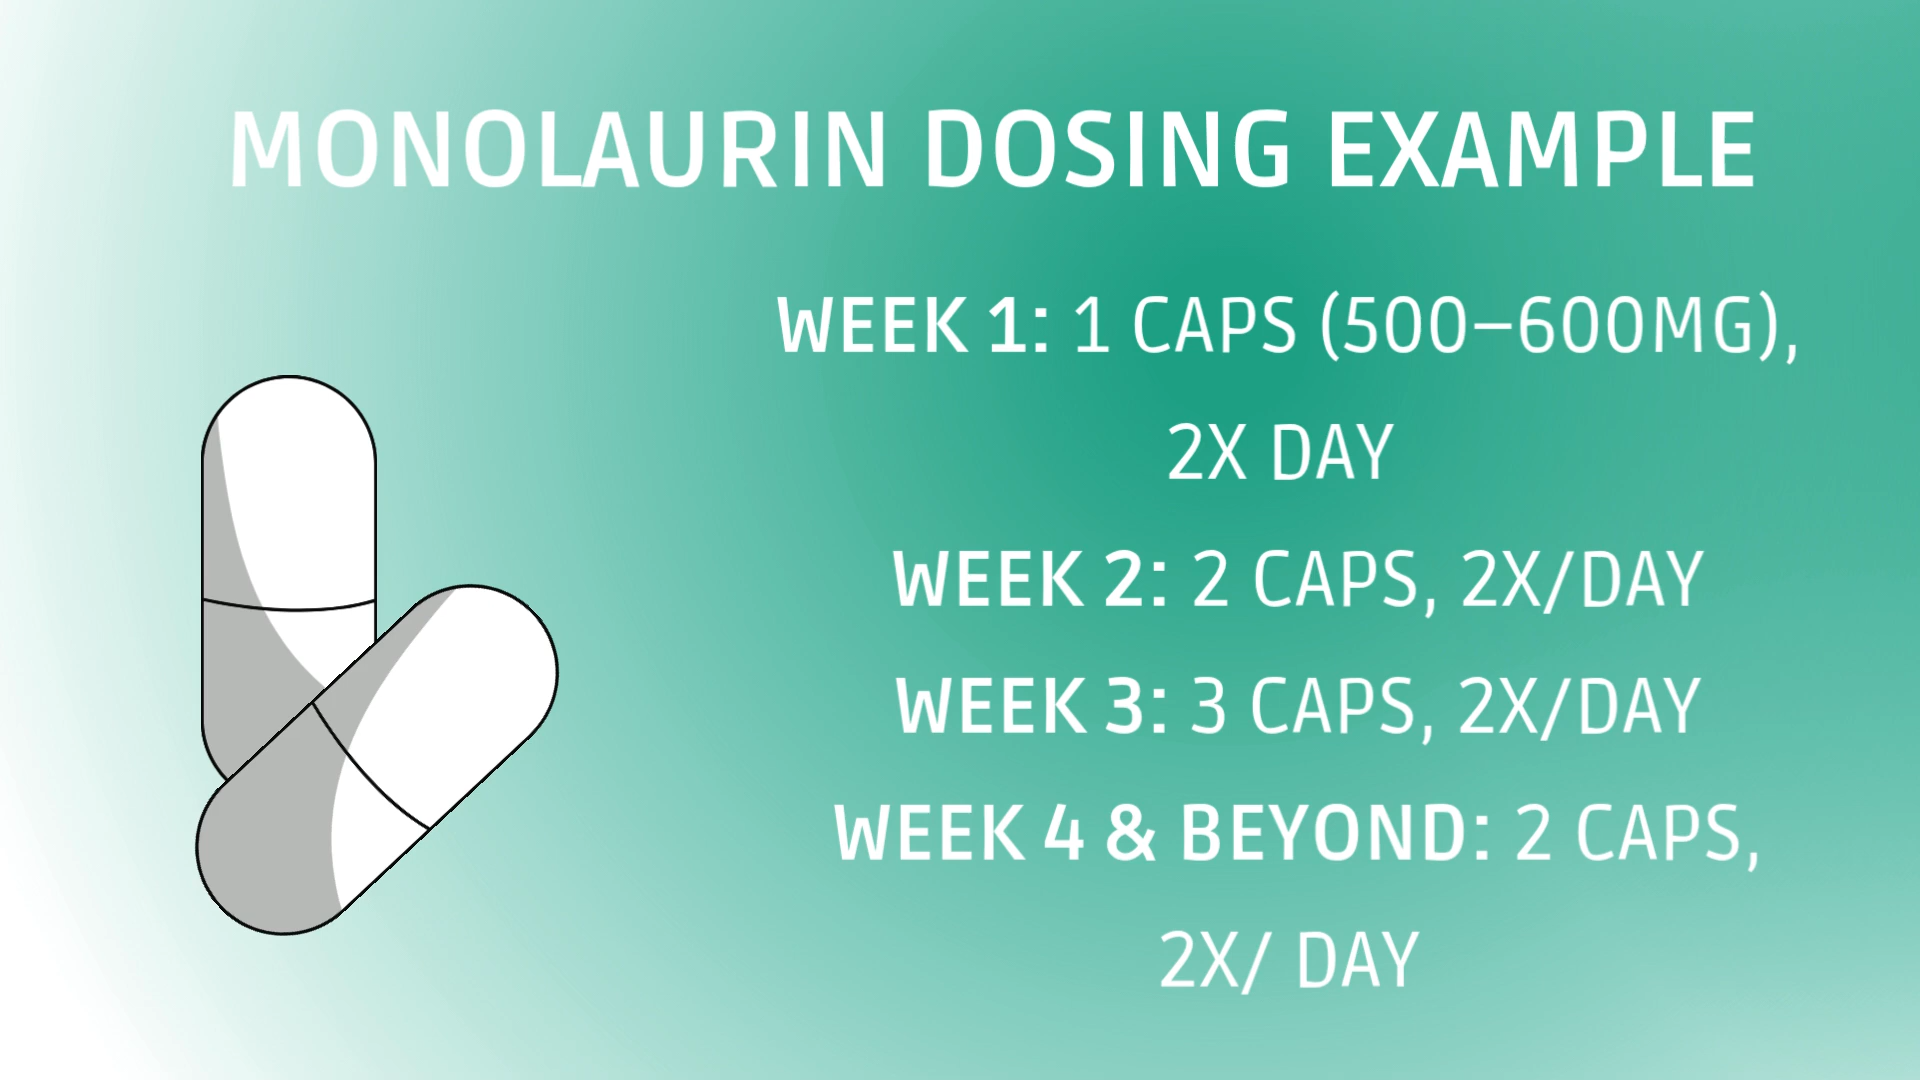 MONOLAURIN DOSING EXAMPLE
WEEK 1: 1 CAPS (500–600MG),
2X DAY
WEEK 2: 2 CAPS, 2X/DAY
WEEK 3: 3 CAPS, 2X/DAY
WEEK 4 & BEYOND: 2 CAPS,
2X/ DAY